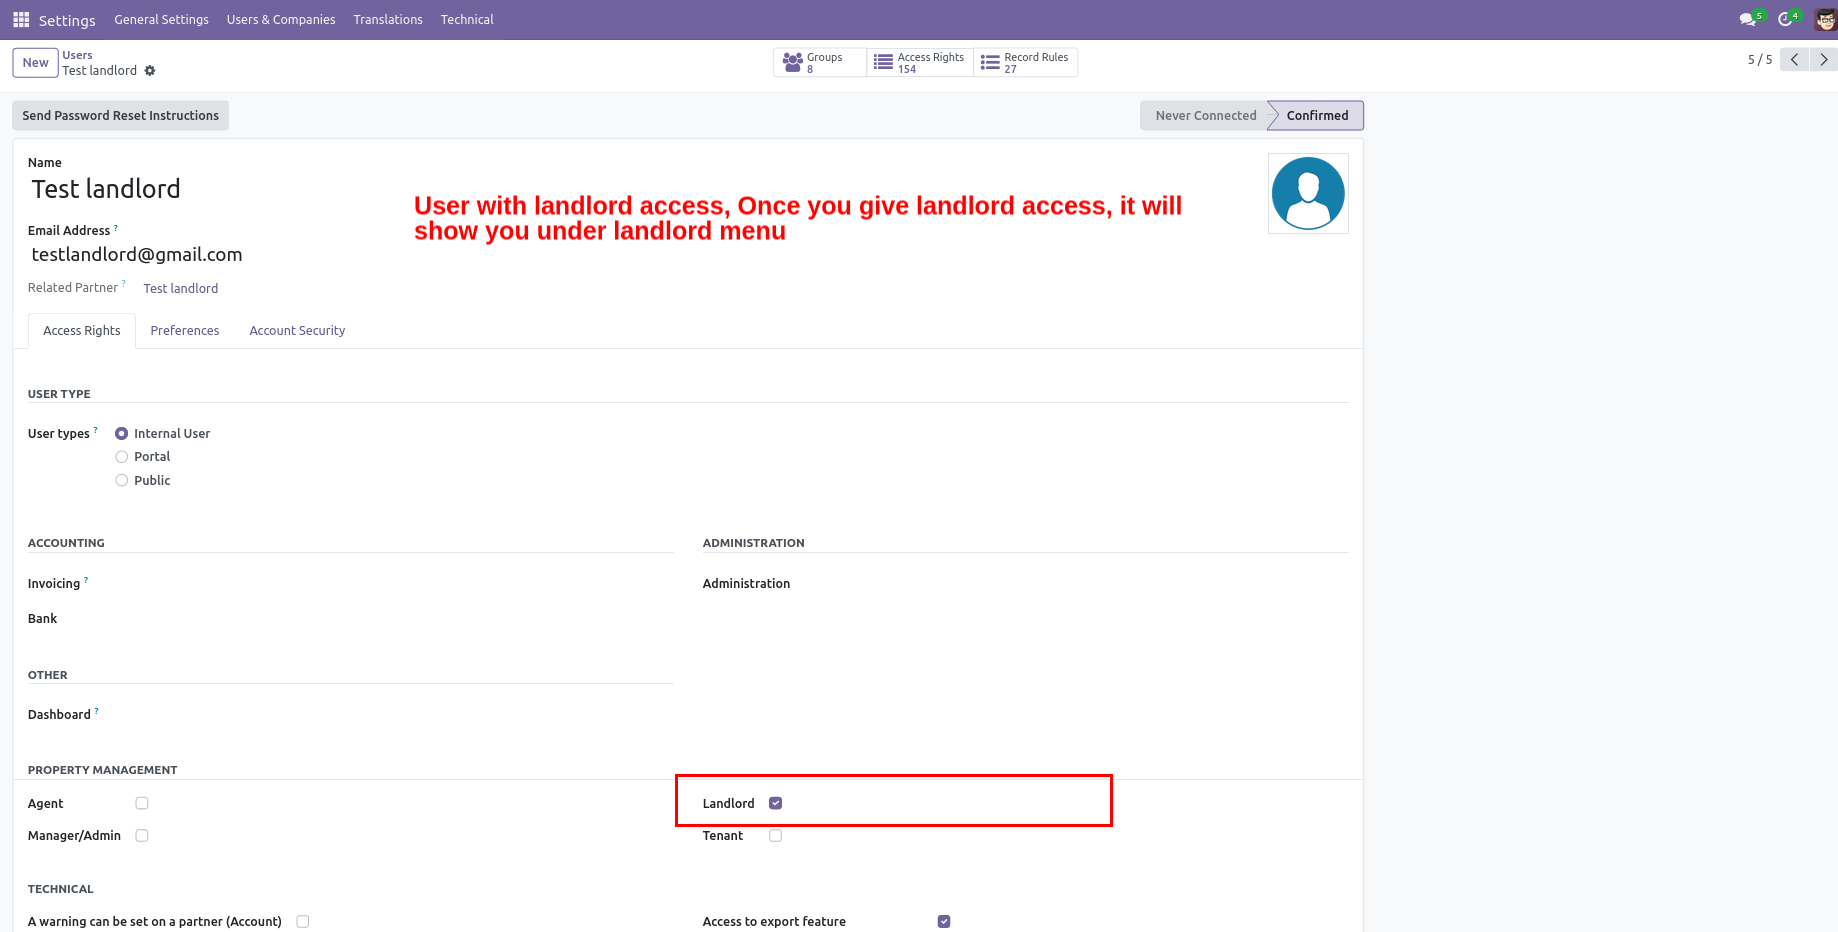 Settings General Settings Users & Companies Translations Technical 5 4
New Users Groups 8 Access Rights 154 Record Rules 27 5 / 5
Test landlord
Send Password Reset Instructions Never Connected Confirmed
Name
Test landlord
User with landlord access, Once you give landlord access, it will
show you under landlord menu
Email Address ?
testlandlord@gmail.com
Related Partner ? Test landlord
Access Rights Preferences Account Security
USER TYPE
User types ? Internal User
Portal
Public
ACCOUNTING ADMINISTRATION
Invoicing ? Administration
Bank
OTHER
Dashboard ?
PROPERTY MANAGEMENT
Agent Landlord
Manager/Admin Tenant
TECHNICAL
A warning can be set on a partner (Account) Access to export feature